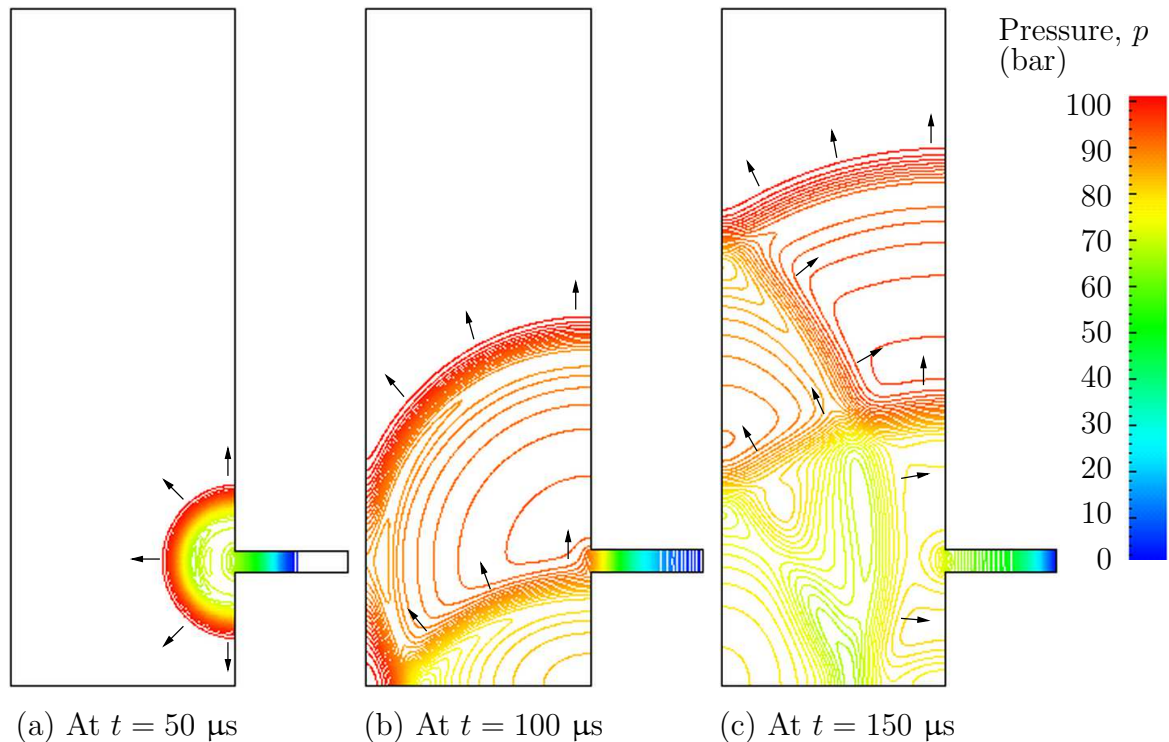 Pressure, p
(bar)
100
90
80
70
60
50
40
30
20
10
0
(a) At t = 50 μs
(b) At t = 100 μs
(c) At t = 150 μs